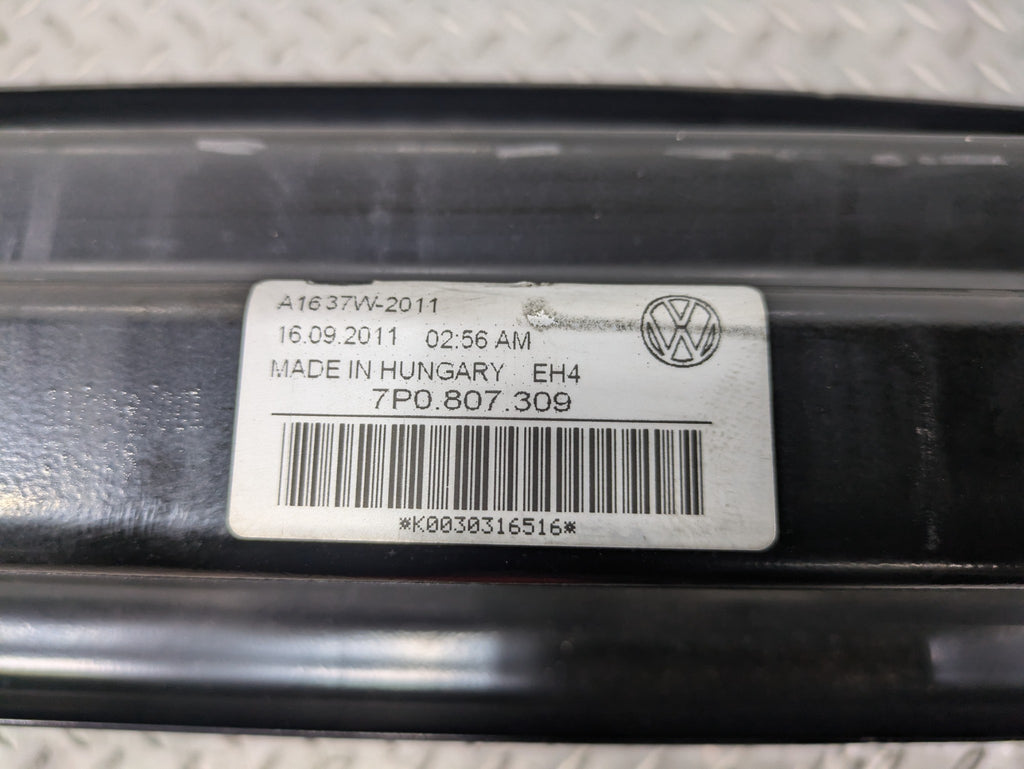 A1637W-2011
16.09.2011 02:56 AM
MADE IN HUNGARY EH4
7P0.807.309
*K0030316516*